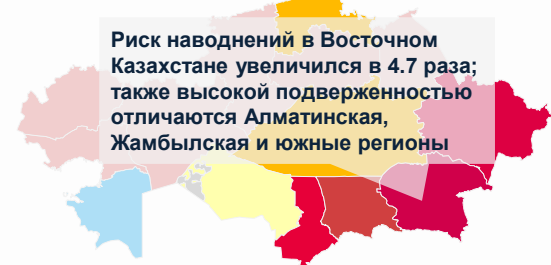 Риск наводнений в Восточном
Казахстане увеличился в 4.7 раза;
также высокой подверженностью
отличаются Алматинская,
Жамбылская и южные регионы